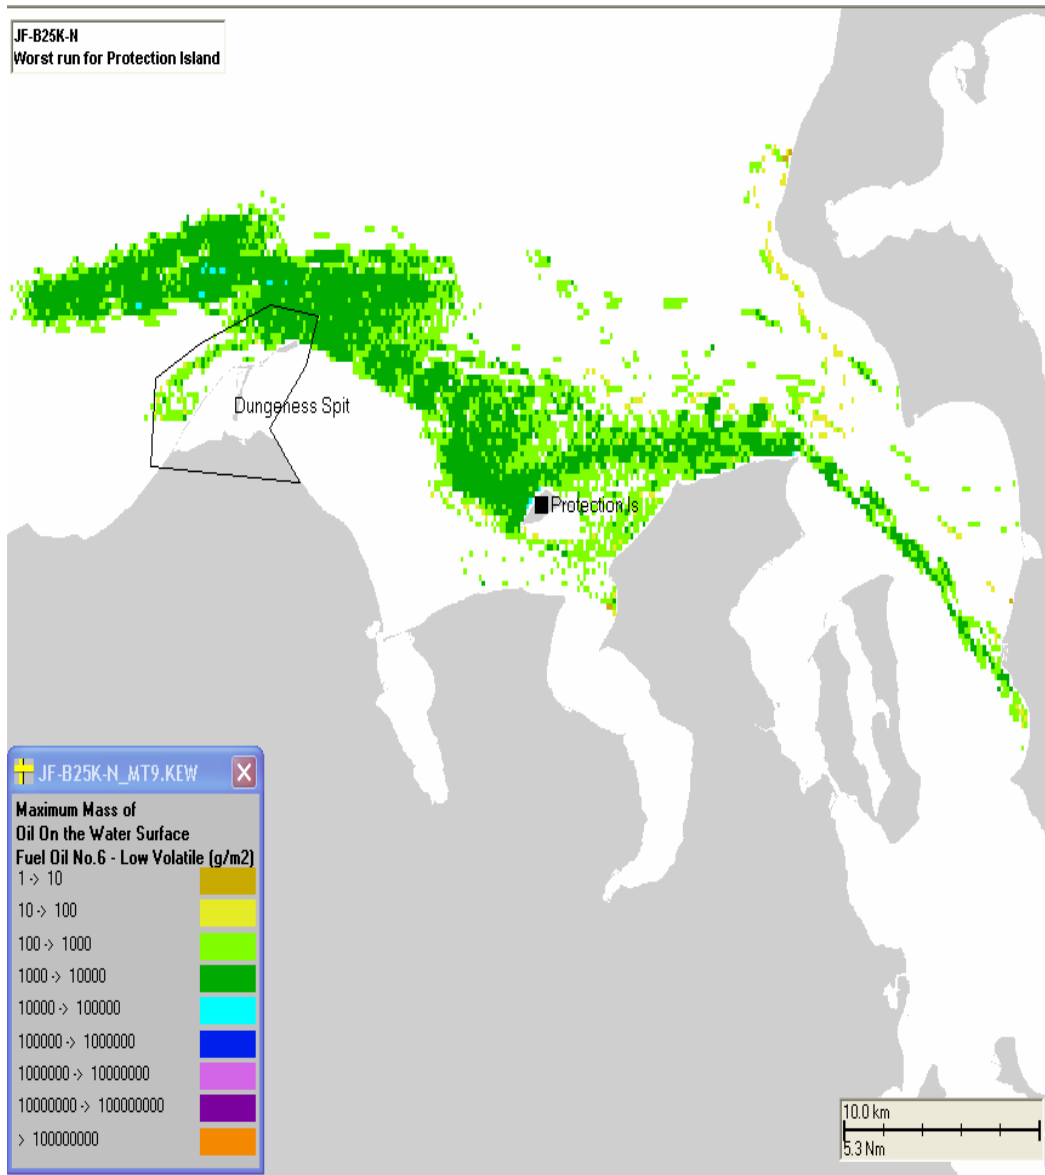 JF-B25K-N
Worst run for Protection Island
Dungeness Spit
Protection Is
JF-B25K-N_MT9.KEW
Maximum Mass of
Oil On the Water Surface
Fuel Oil No.6 - Low Volatile (g/m2)
1 -> 10
10 -> 100
100 -> 1000
1000 -> 10000
10000 -> 100000
100000 -> 1000000
1000000 -> 10000000
10000000 -> 100000000
> 100000000
10.0 km
5.3 Nm